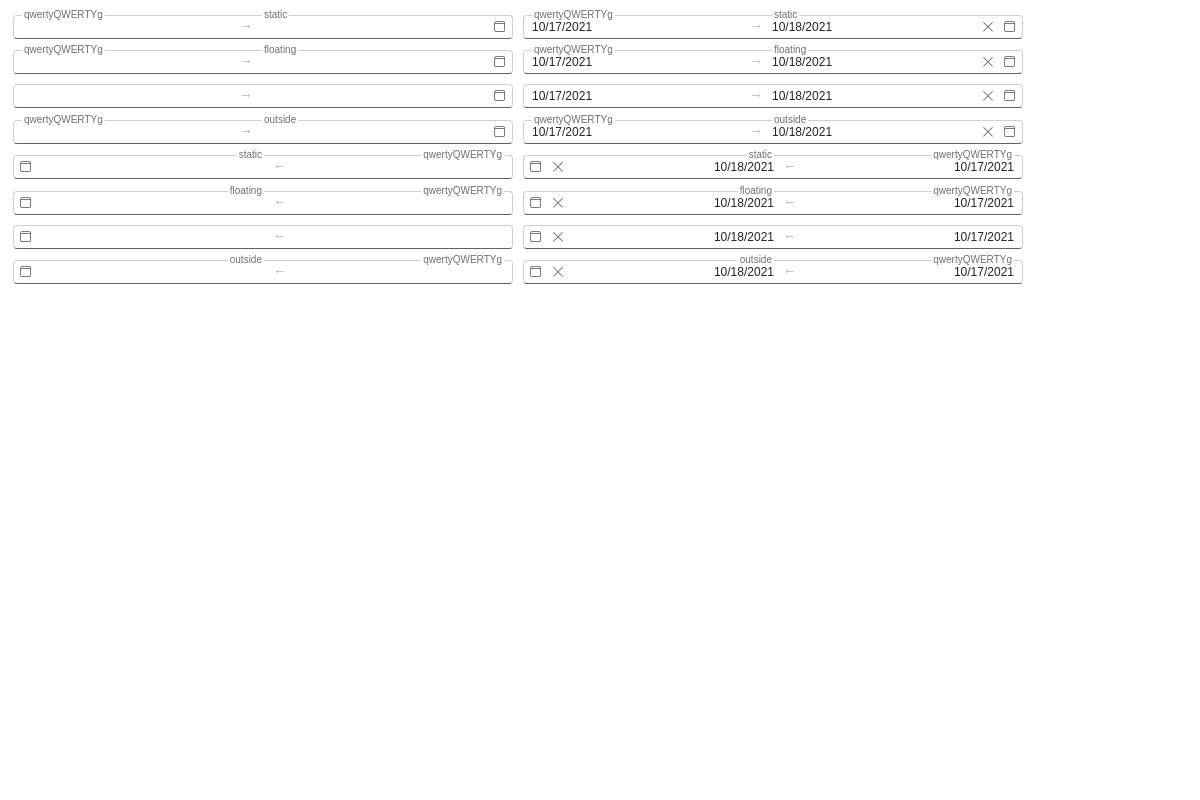 qwertyQWERTYg → static qwertyQWERTYg 10/17/2021 → static 10/18/2021
qwertyQWERTYg → floating qwertyQWERTYg 10/17/2021 → floating 10/18/2021
→ 10/17/2021 → 10/18/2021
qwertyQWERTYg → outside qwertyQWERTYg 10/17/2021 → outside 10/18/2021
static ← qwertyQWERTYg static 10/18/2021 ← qwertyQWERTYg 10/17/2021
floating ← qwertyQWERTYg floating 10/18/2021 ← qwertyQWERTYg 10/17/2021
← 10/18/2021 ← 10/17/2021
outside ← qwertyQWERTYg outside 10/18/2021 ← qwertyQWERTYg 10/17/2021